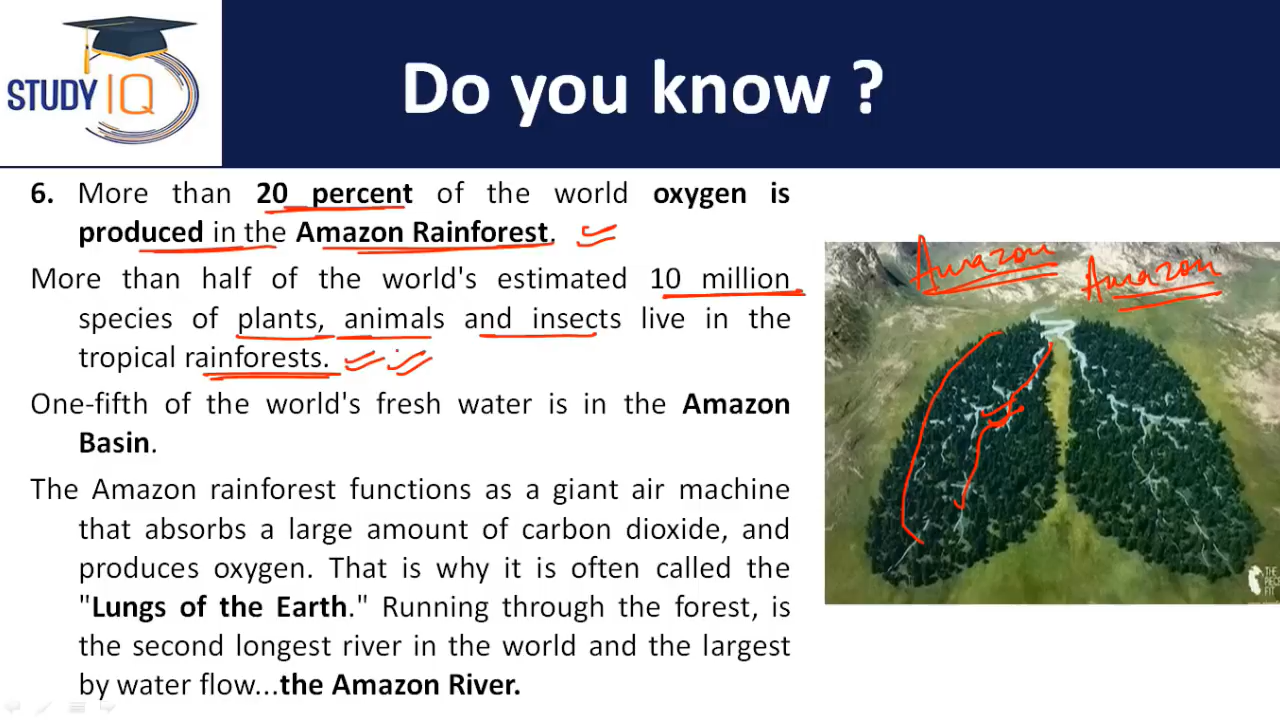 STUDY IQ
Do you know ?
6. More than 20 percent of the world oxygen is
produced in the Amazon Rainforest.
More than half of the world's estimated 10 million
species of plants, animals and insects live in the
tropical rainforests.
One-fifth of the world's fresh water is in the Amazon
Basin.
The Amazon rainforest functions as a giant air machine
that absorbs a large amount of carbon dioxide, and
produces oxygen. That is why it is often called the
"Lungs of the Earth." Running through the forest, is
the second longest river in the world and the largest
by water flow...the Amazon River.
Amazon
Amazon
THE
PIECE
FIT